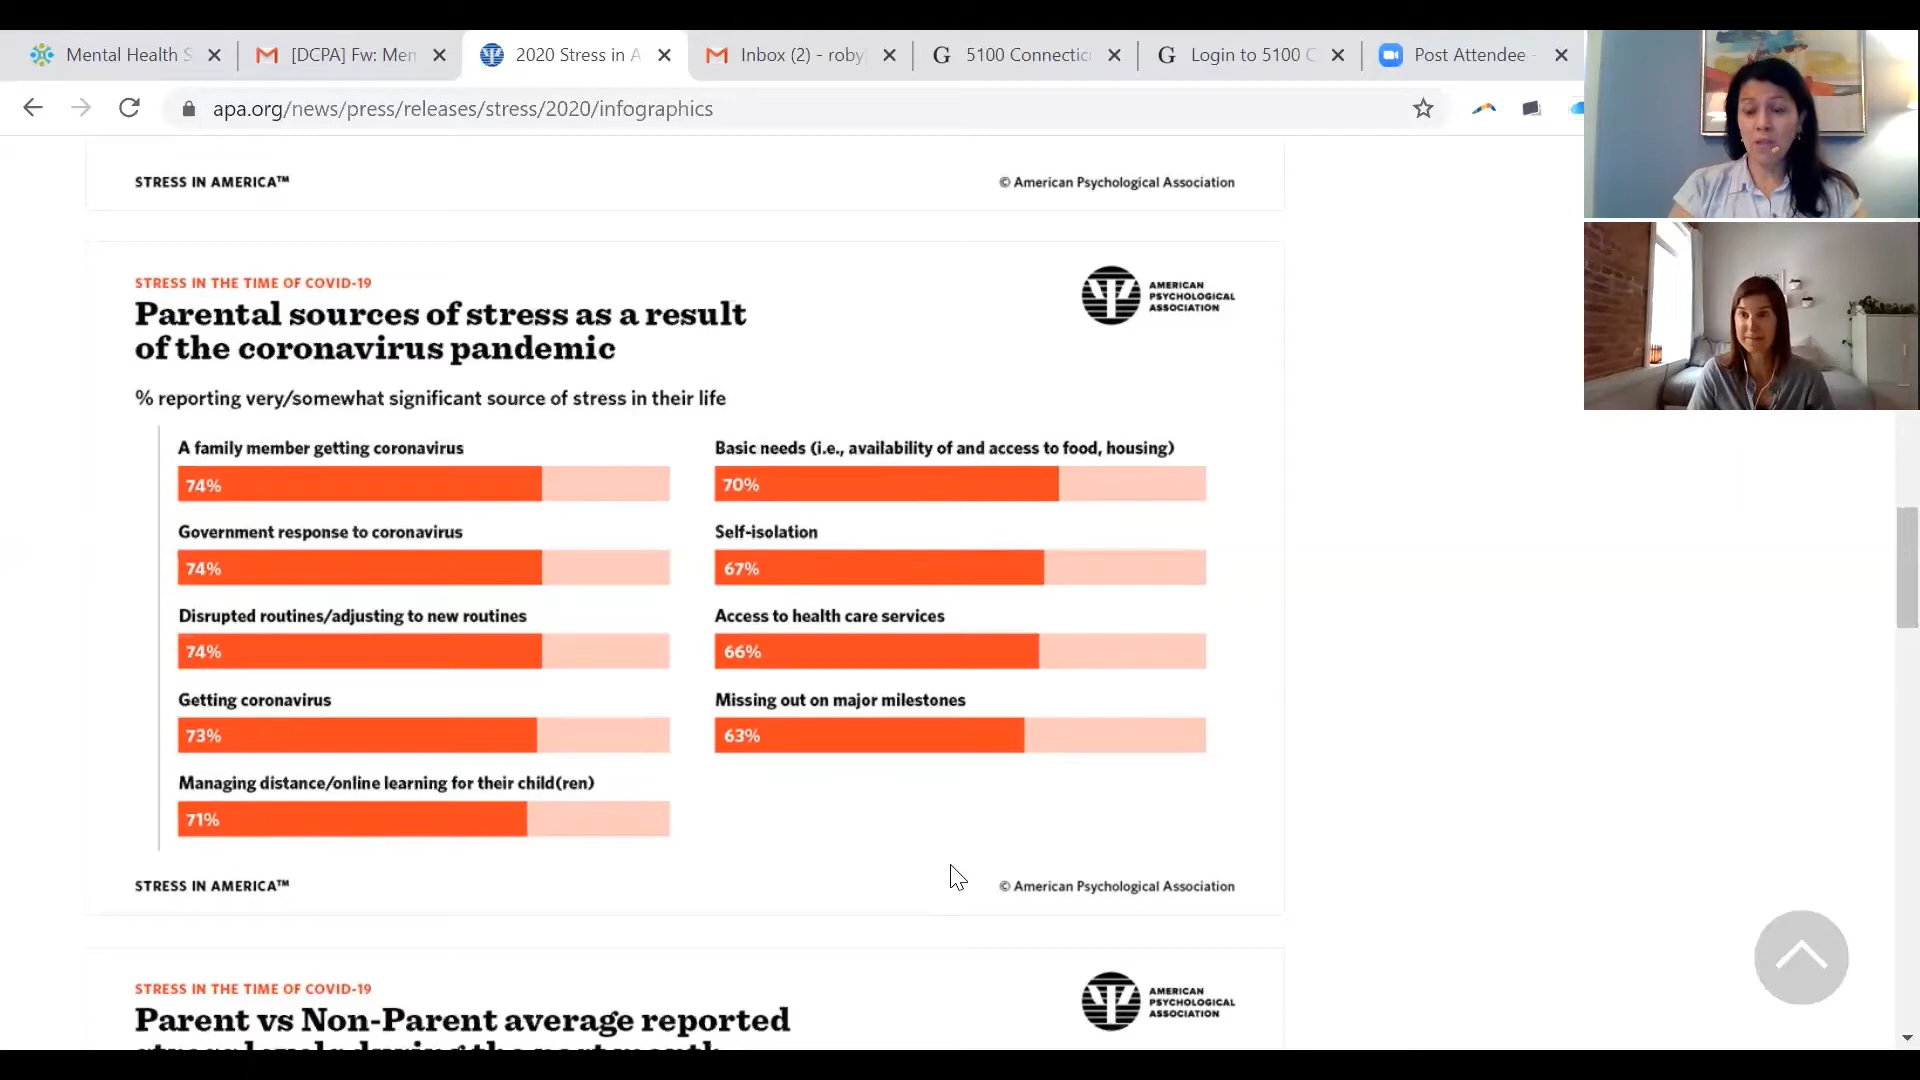 Mental Health S
[DCPA] Fw: Men
2020 Stress in A
Inbox (2) - roby
5100 Connectic
Login to 5100 C
Post Attendee -
apa.org/news/press/releases/stress/2020/infographics
STRESS IN AMERICA™
© American Psychological Association
STRESS IN THE TIME OF COVID-19
Parental sources of stress as a result
of the coronavirus pandemic
AMERICAN
PSYCHOLOGICAL
ASSOCIATION
% reporting very/somewhat significant source of stress in their life
A family member getting coronavirus
74%
Government response to coronavirus
74%
Disrupted routines/adjusting to new routines
74%
Getting coronavirus
73%
Managing distance/online learning for their child(ren)
71%
Basic needs (i.e., availability of and access to food, housing)
70%
Self-isolation
67%
Access to health care services
66%
Missing out on major milestones
63%
STRESS IN AMERICA™
© American Psychological Association
STRESS IN THE TIME OF COVID-19
Parent vs Non-Parent average reported
stress levels during the past month
AMERICAN
PSYCHOLOGICAL
ASSOCIATION